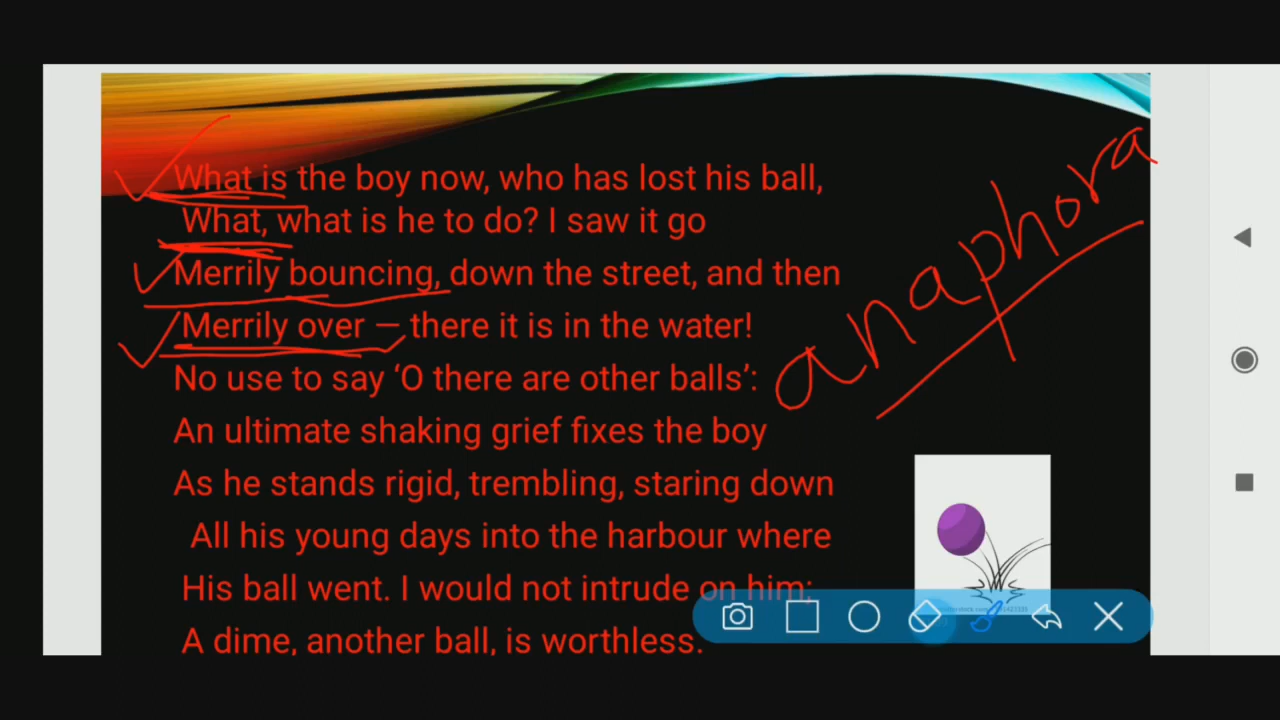 What is the boy now, who has lost his ball,
What, what is he to do? I saw it go
Merrily bouncing, down the street, and then
Merrily over – there it is in the water!
No use to say ‘O there are other balls’:
An ultimate shaking grief fixes the boy
As he stands rigid, trembling, staring down
All his young days into the harbour where
His ball went. I would not intrude on him;
A dime, another ball, is worthless.
anaphora